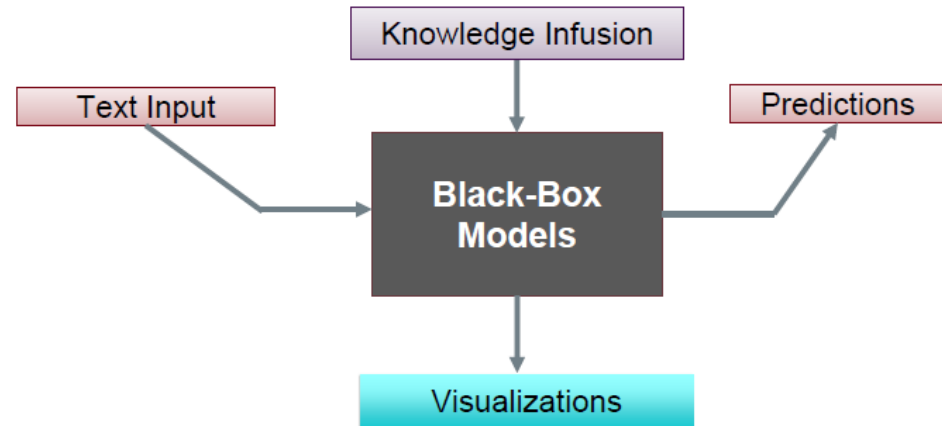 Knowledge Infusion
Text Input
Predictions
Black-Box
Models
Visualizations